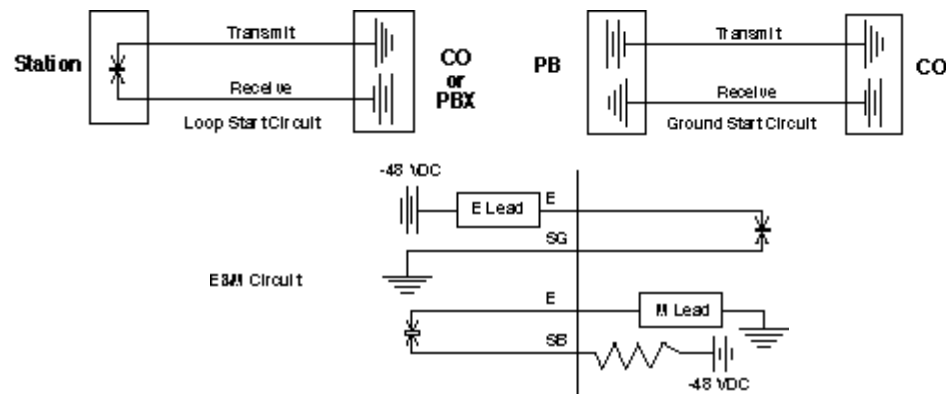 Station
Transmit
Receive
Loop Start Circuit
CO
or
PBX
PB
Transmit
Receive
Ground Start Circuit
CO
-48 VDC
E Lead
E
SG
E&M Circuit
E
M Lead
SB
-48 VDC